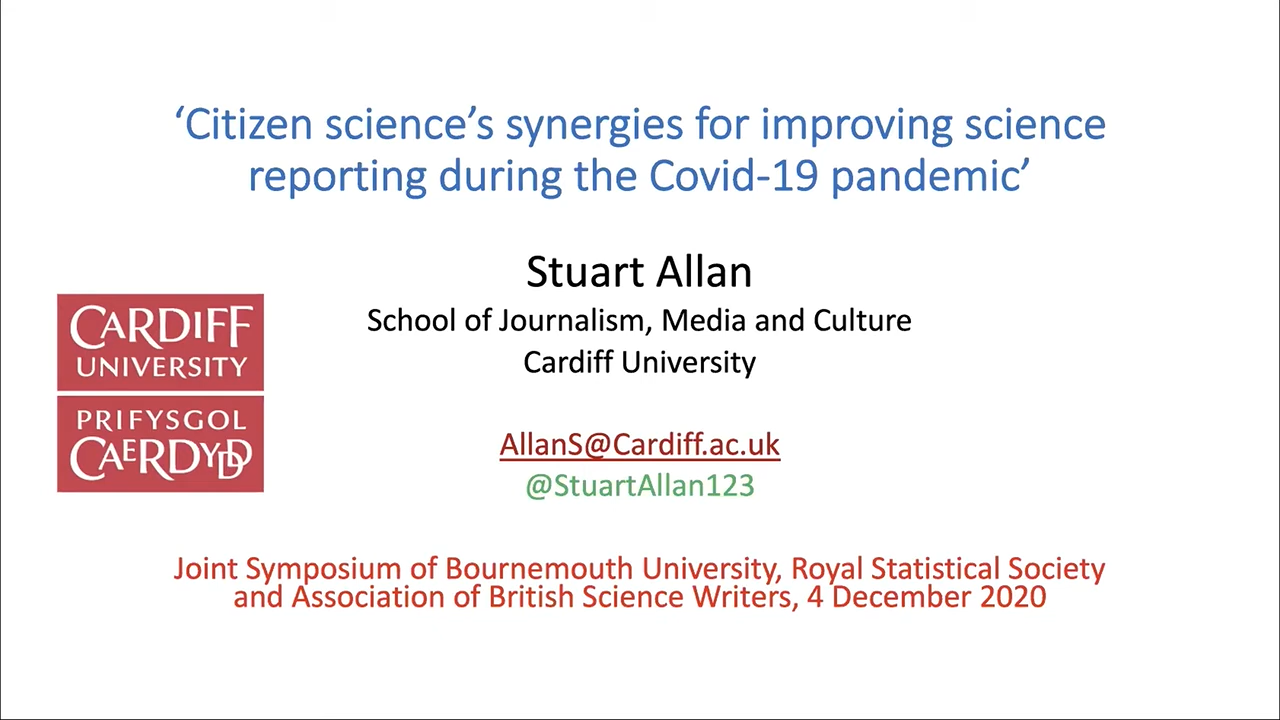 ‘Citizen science’s synergies for improving science
reporting during the Covid-19 pandemic’
Stuart Allan
School of Journalism, Media and Culture
Cardiff University
CARDIFF
UNIVERSITY
PRIFYSGOL
CAERDYDD
AllanS@Cardiff.ac.uk
@StuartAllan123
Joint Symposium of Bournemouth University, Royal Statistical Society
and Association of British Science Writers, 4 December 2020